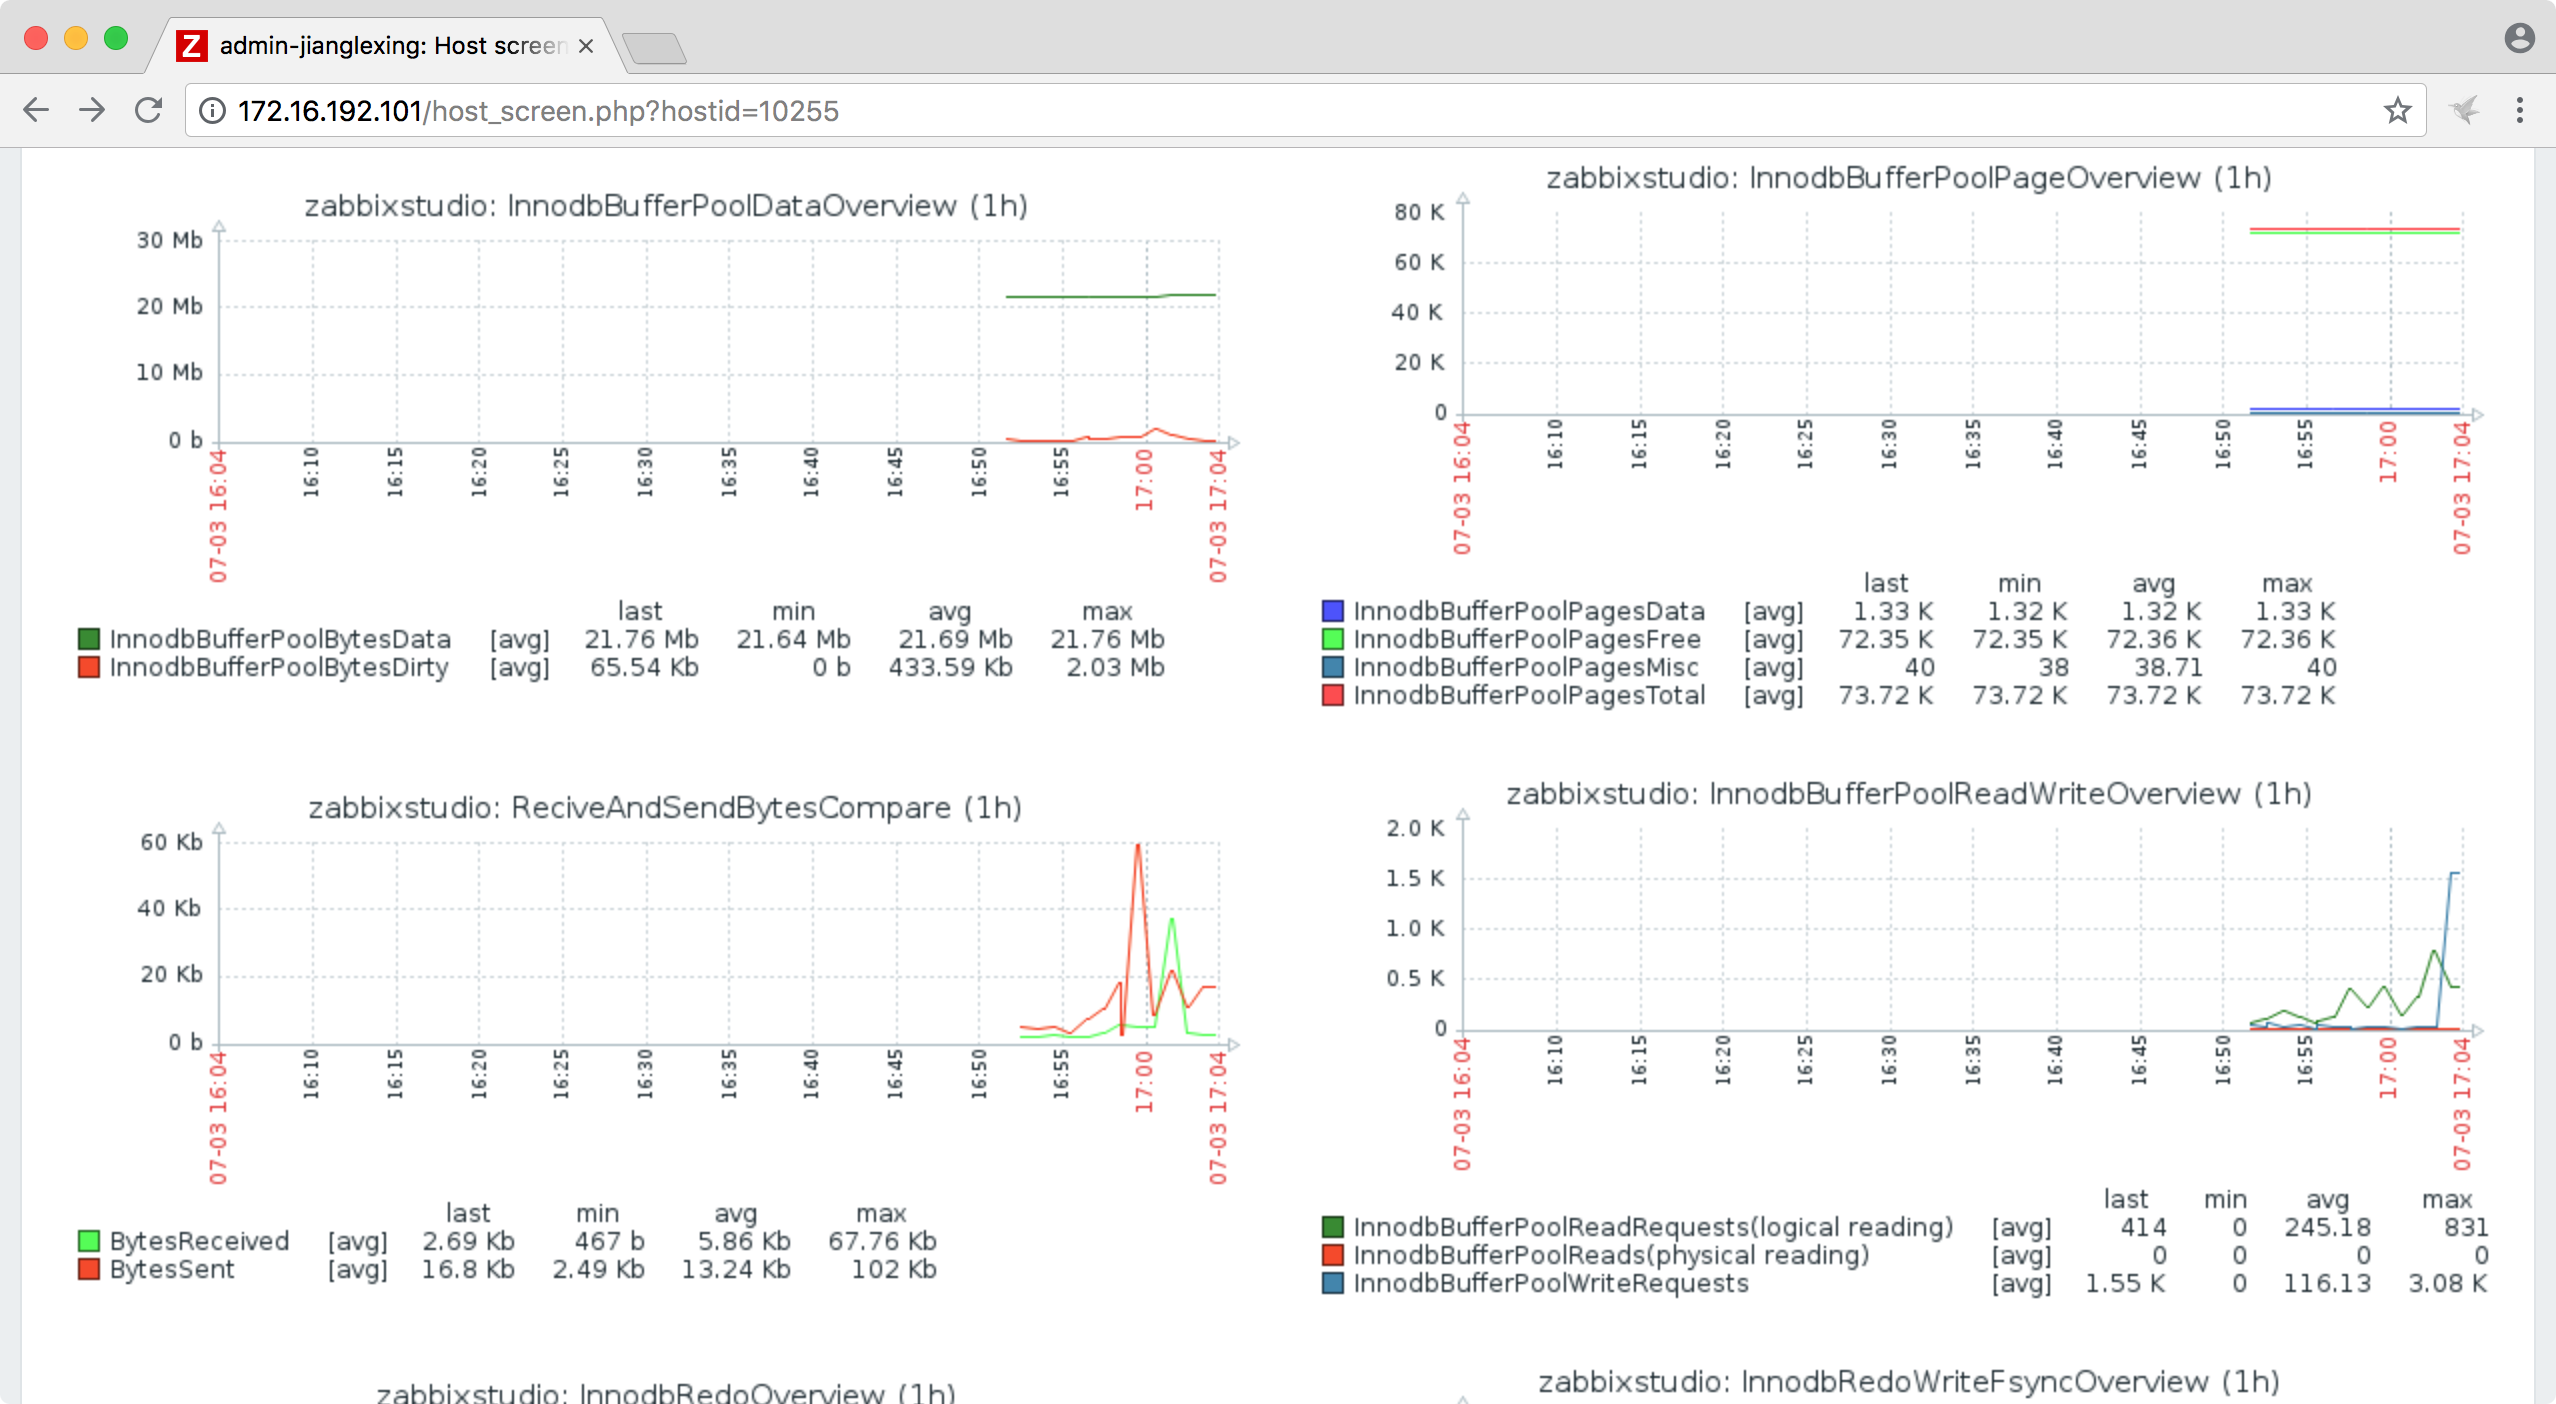 admin-jianglexing: Host screen
172.16.192.101/host_screen.php?hostid=10255
zabbixstudio: InnodbBufferPoolDataOverview (1h)
30 Mb
20 Mb
10 Mb
0 b
07-03 16:04
16:10
16:15
16:20
16:25
16:30
16:35
16:40
16:45
16:50
16:55
17:00
07-03 17:04
last min avg max
InnodbBufferPoolBytesData [avg] 21.76 Mb 21.64 Mb 21.69 Mb 21.76 Mb
InnodbBufferPoolBytesDirty [avg] 65.54 Kb 0 b 433.59 Kb 2.03 Mb
zabbixstudio: InnodbBufferPoolPageOverview (1h)
80 K
60 K
40 K
20 K
0
07-03 16:04
16:10
16:15
16:20
16:25
16:30
16:35
16:40
16:45
16:50
16:55
17:00
07-03 17:04
last min avg max
InnodbBufferPoolPagesData [avg] 1.33 K 1.32 K 1.32 K 1.33 K
InnodbBufferPoolPagesFree [avg] 72.35 K 72.35 K 72.36 K 72.36 K
InnodbBufferPoolPagesMisc [avg] 40 38 38.71 40
InnodbBufferPoolPagesTotal [avg] 73.72 K 73.72 K 73.72 K 73.72 K
zabbixstudio: ReciveAndSendBytesCompare (1h)
60 Kb
40 Kb
20 Kb
0 b
07-03 16:04
16:10
16:15
16:20
16:25
16:30
16:35
16:40
16:45
16:50
16:55
17:00
07-03 17:04
last min avg max
BytesReceived [avg] 2.69 Kb 467 b 5.86 Kb 67.76 Kb
BytesSent [avg] 16.8 Kb 2.49 Kb 13.24 Kb 102 Kb
zabbixstudio: InnodbBufferPoolReadWriteOverview (1h)
2.0 K
1.5 K
1.0 K
0.5 K
0
07-03 16:04
16:10
16:15
16:20
16:25
16:30
16:35
16:40
16:45
16:50
16:55
17:00
07-03 17:04
last min avg max
InnodbBufferPoolReadRequests(logical reading) [avg] 414 0 245.18 831
InnodbBufferPoolReads(physical reading) [avg] 0 0 0 0
InnodbBufferPoolWriteRequests [avg] 1.55 K 0 116.13 3.08 K
zabbixstudio: InnodbRedoOverview (1h)
zabbixstudio: InnodbRedoWriteFsyncOverview (1h)